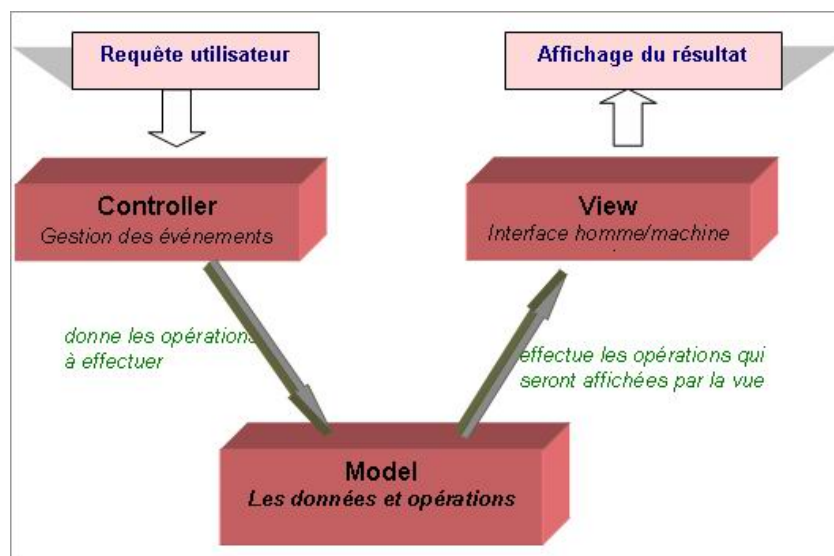 Requête utilisateur
Affichage du résultat
Controller
Gestion des événements
View
Interface homme/machine
donne les opérations
à effectuer
effectue les opérations qui
seront affichées par la vue
Model
Les données et opérations